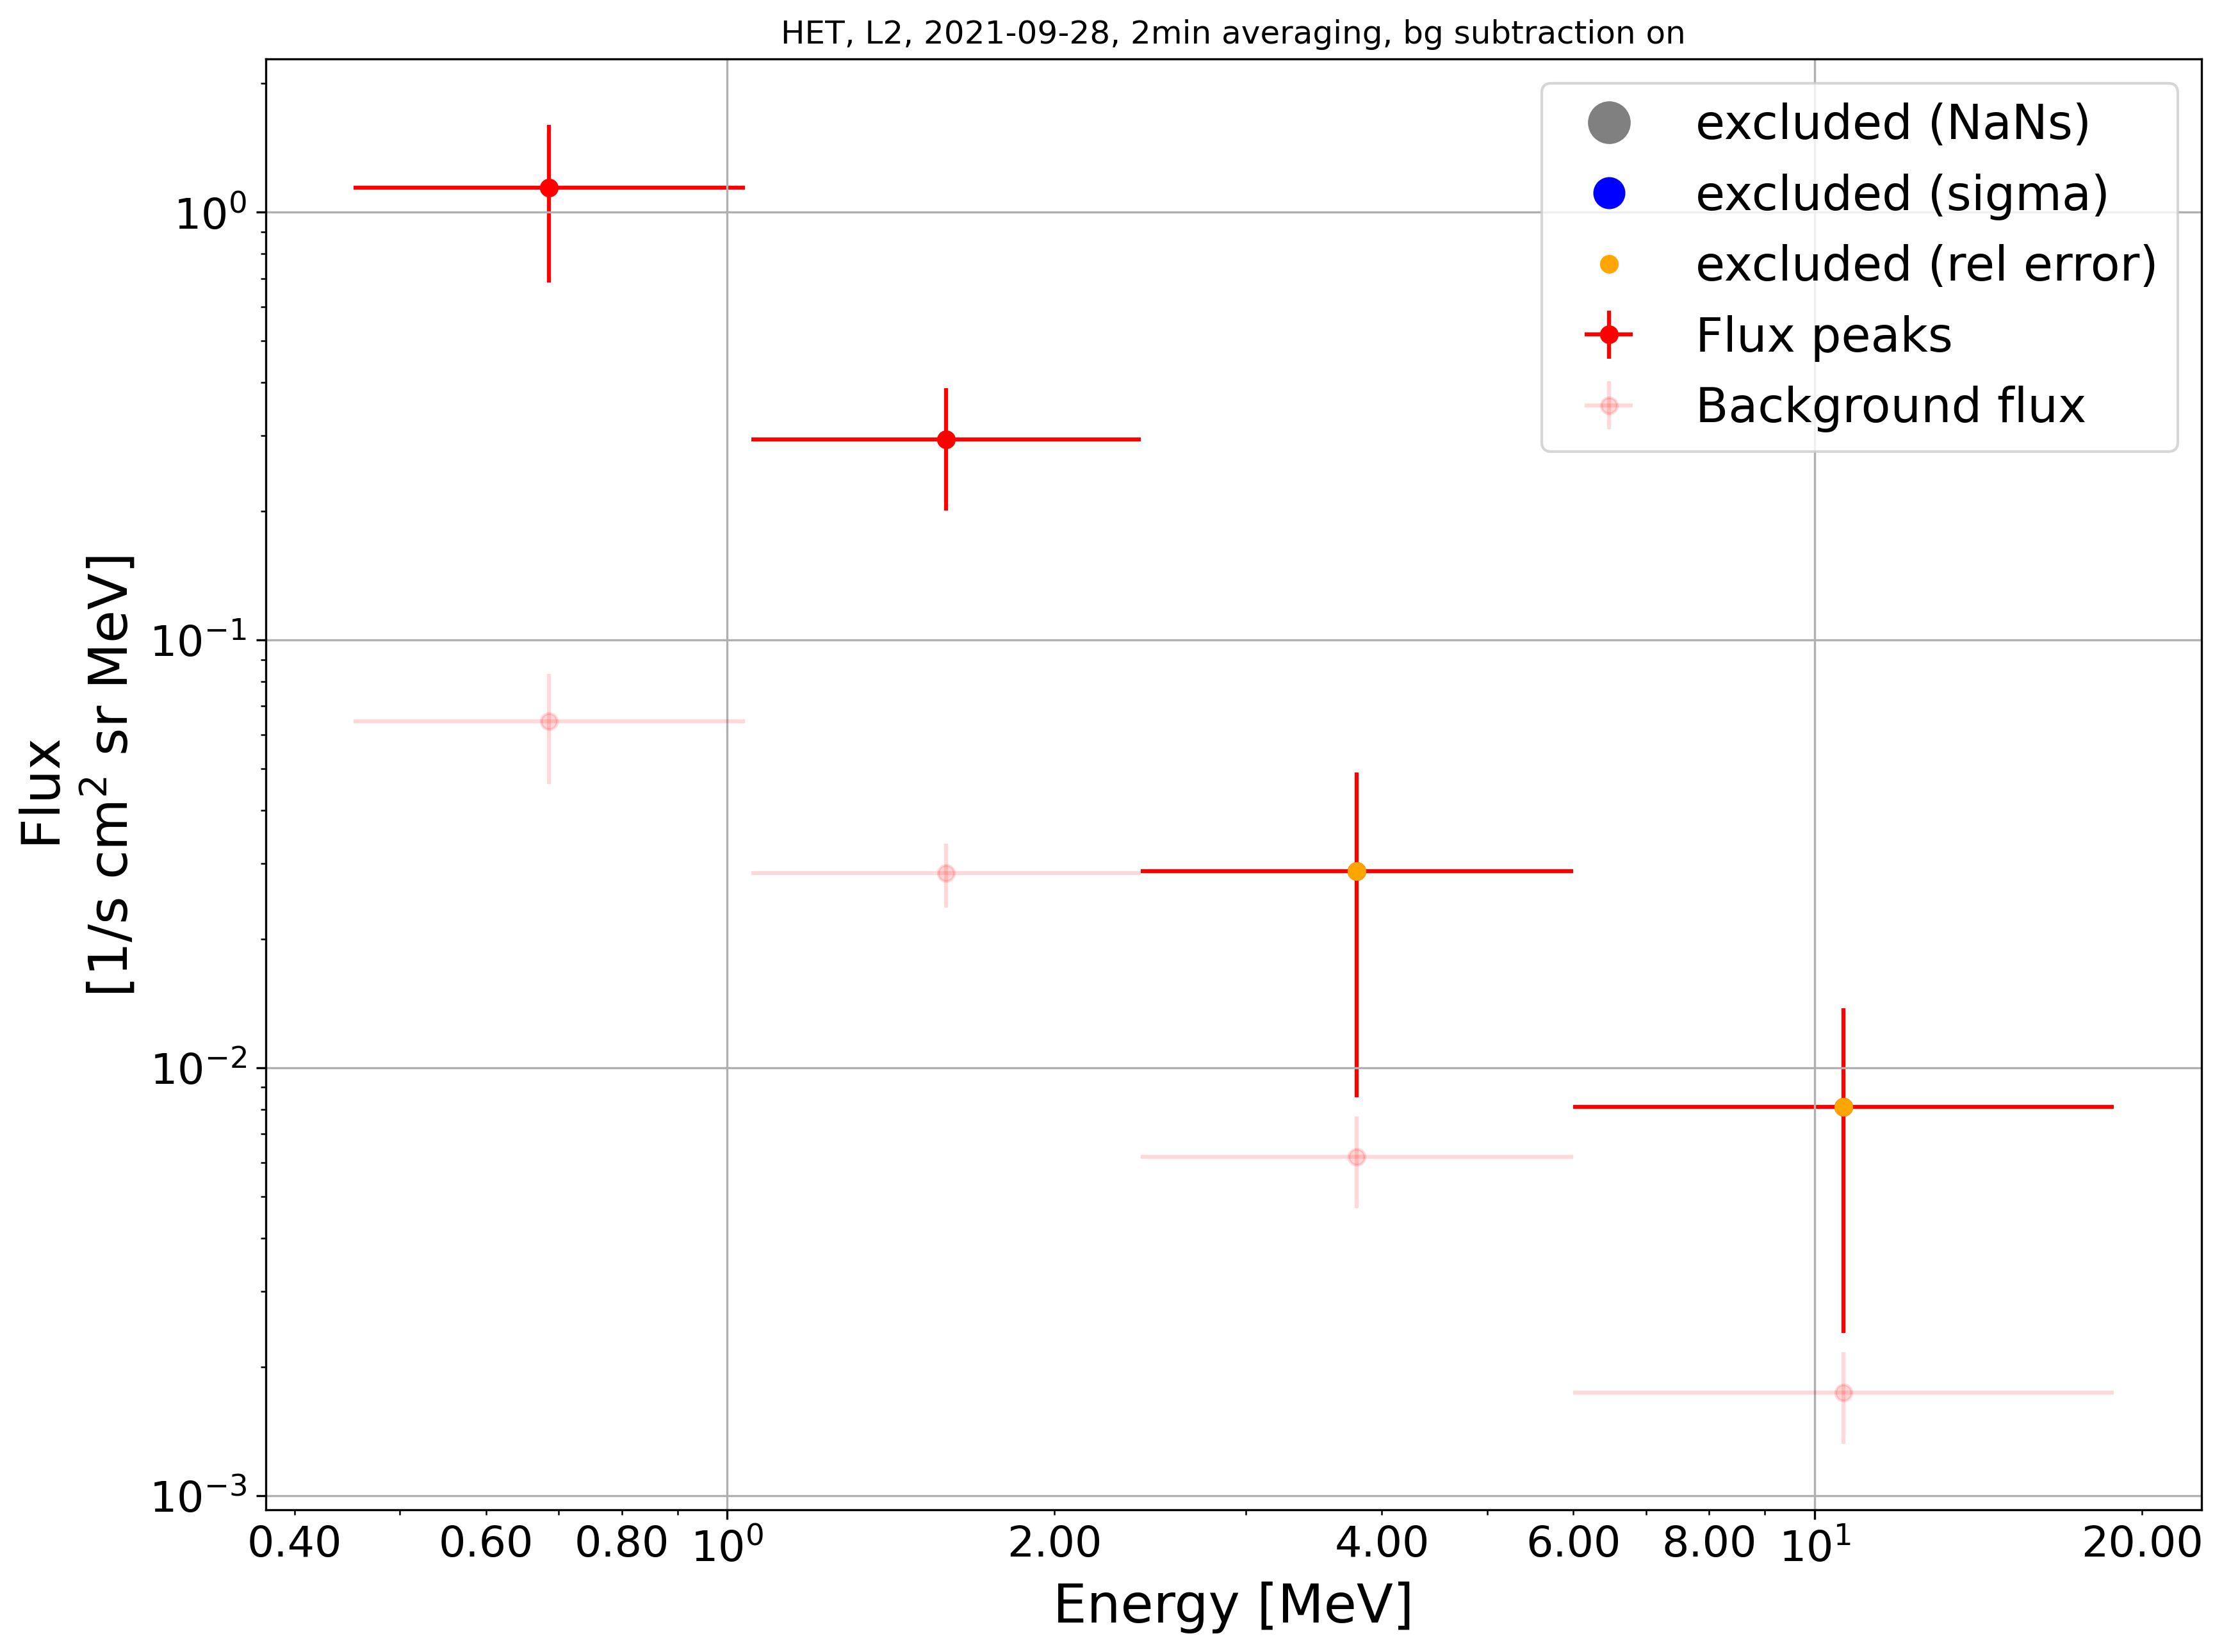 HET, L2, 2021-09-28, 2min averaging, bg subtraction on
excluded (NaNs)
excluded (sigma)
excluded (rel error)
Flux peaks
Background flux
Flux
[1/s cm² sr MeV]
10⁰
10⁻¹
10⁻²
10⁻³
0.40 0.60 0.80 10⁰ 2.00 4.00 6.00 8.00 10¹ 20.00
Energy [MeV]